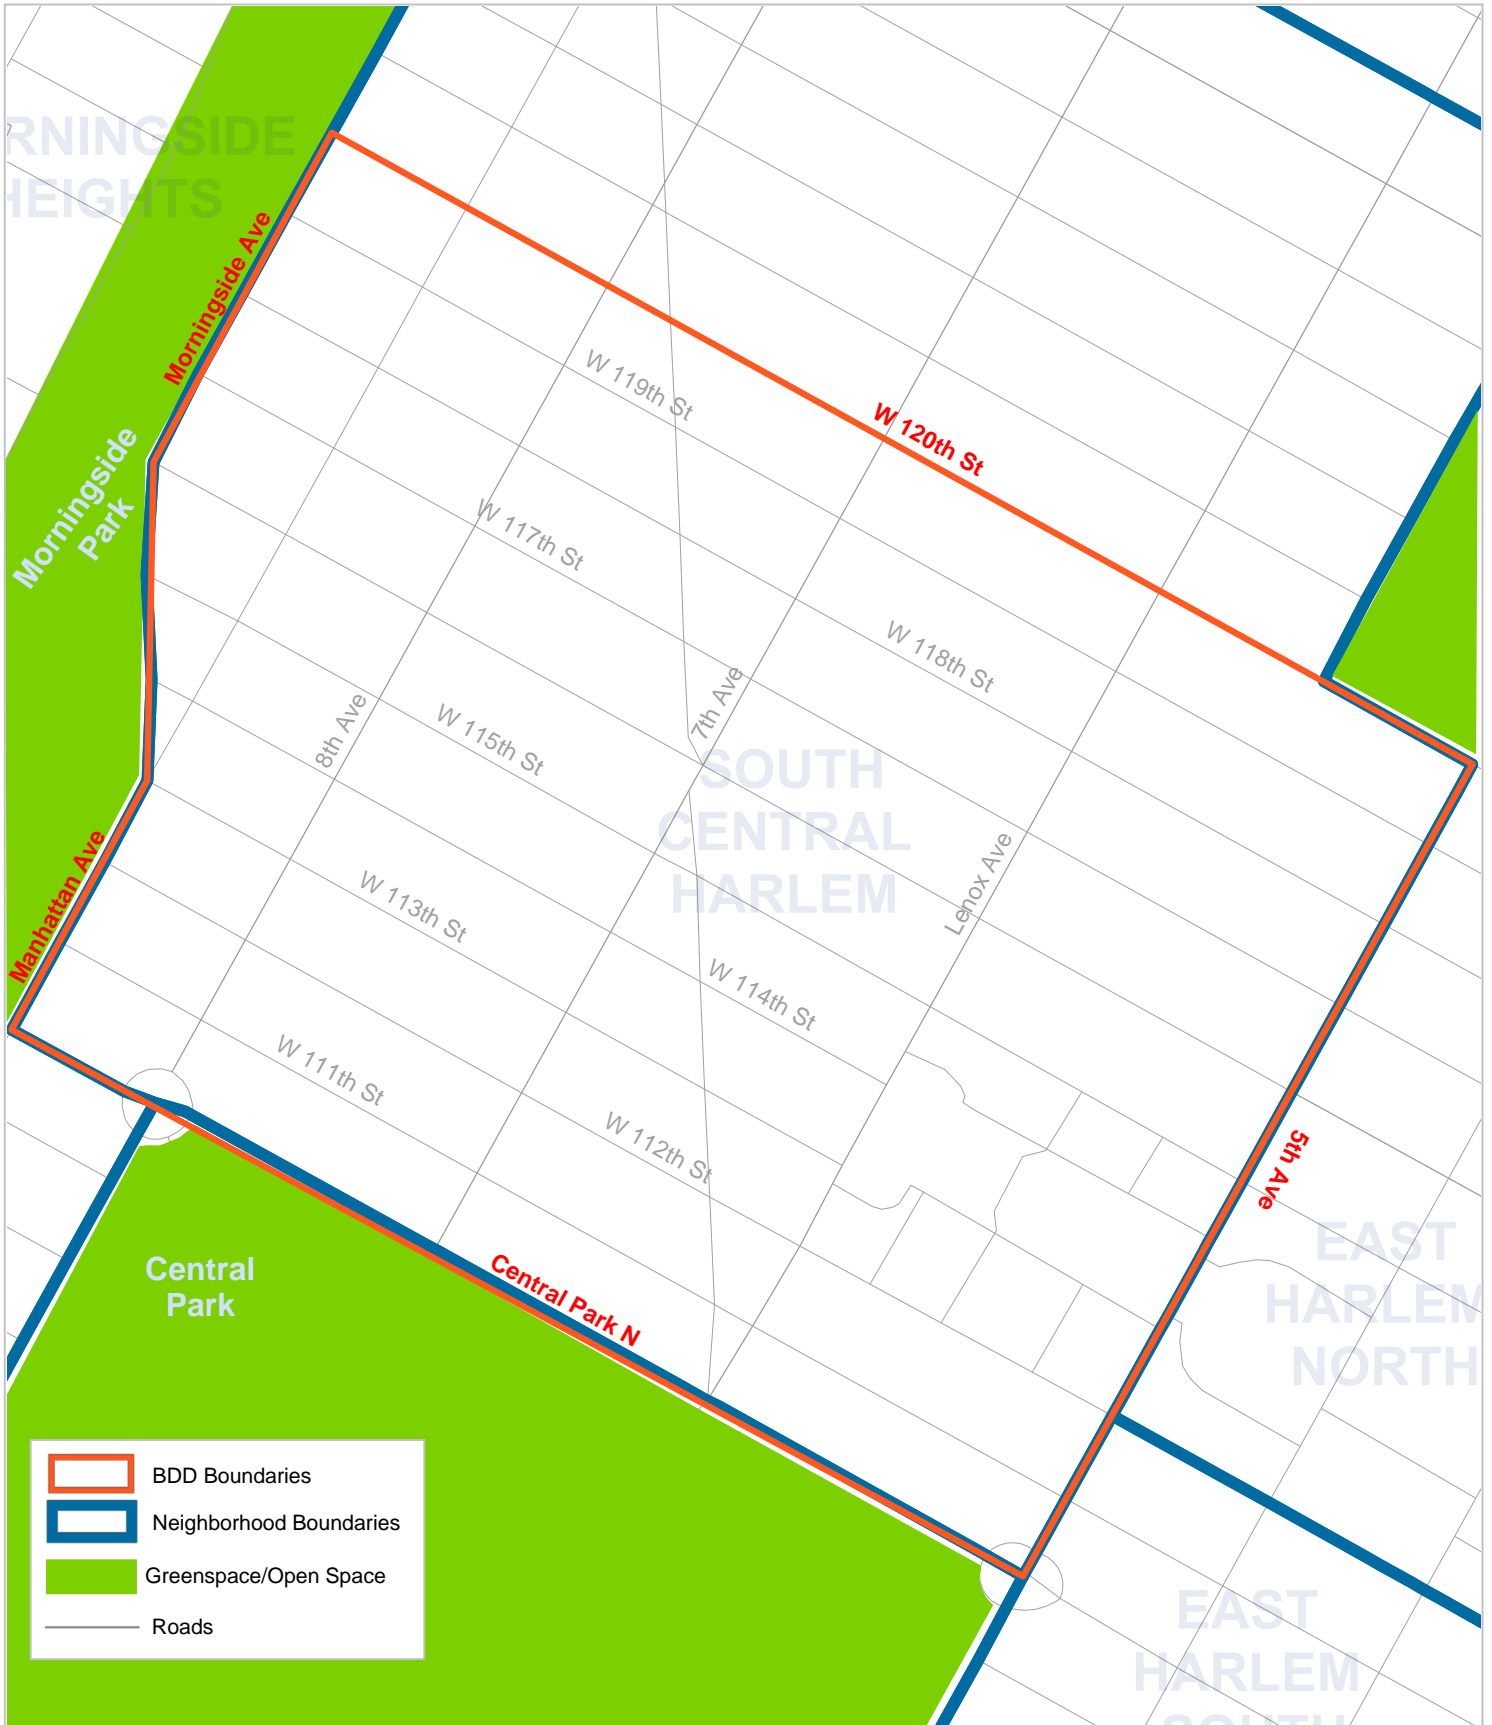 RNINGSIDE
HEIGHTS
Morningside Ave
W 119th St
W 120th St
Morningside
Park
W 117th St
W 118th St
8th Ave
7th Ave
W 115th St
SOUTH
CENTRAL
HARLEM
Manhattan Ave
W 113th St
Lenox Ave
W 114th St
W 111th St
W 112th St
5th Ave
EAST
HARLEM
NORTH
Central
Park
Central Park N
BDD Boundaries
Neighborhood Boundaries
Greenspace/Open Space
Roads
EAST
HARLEM
SOUTH